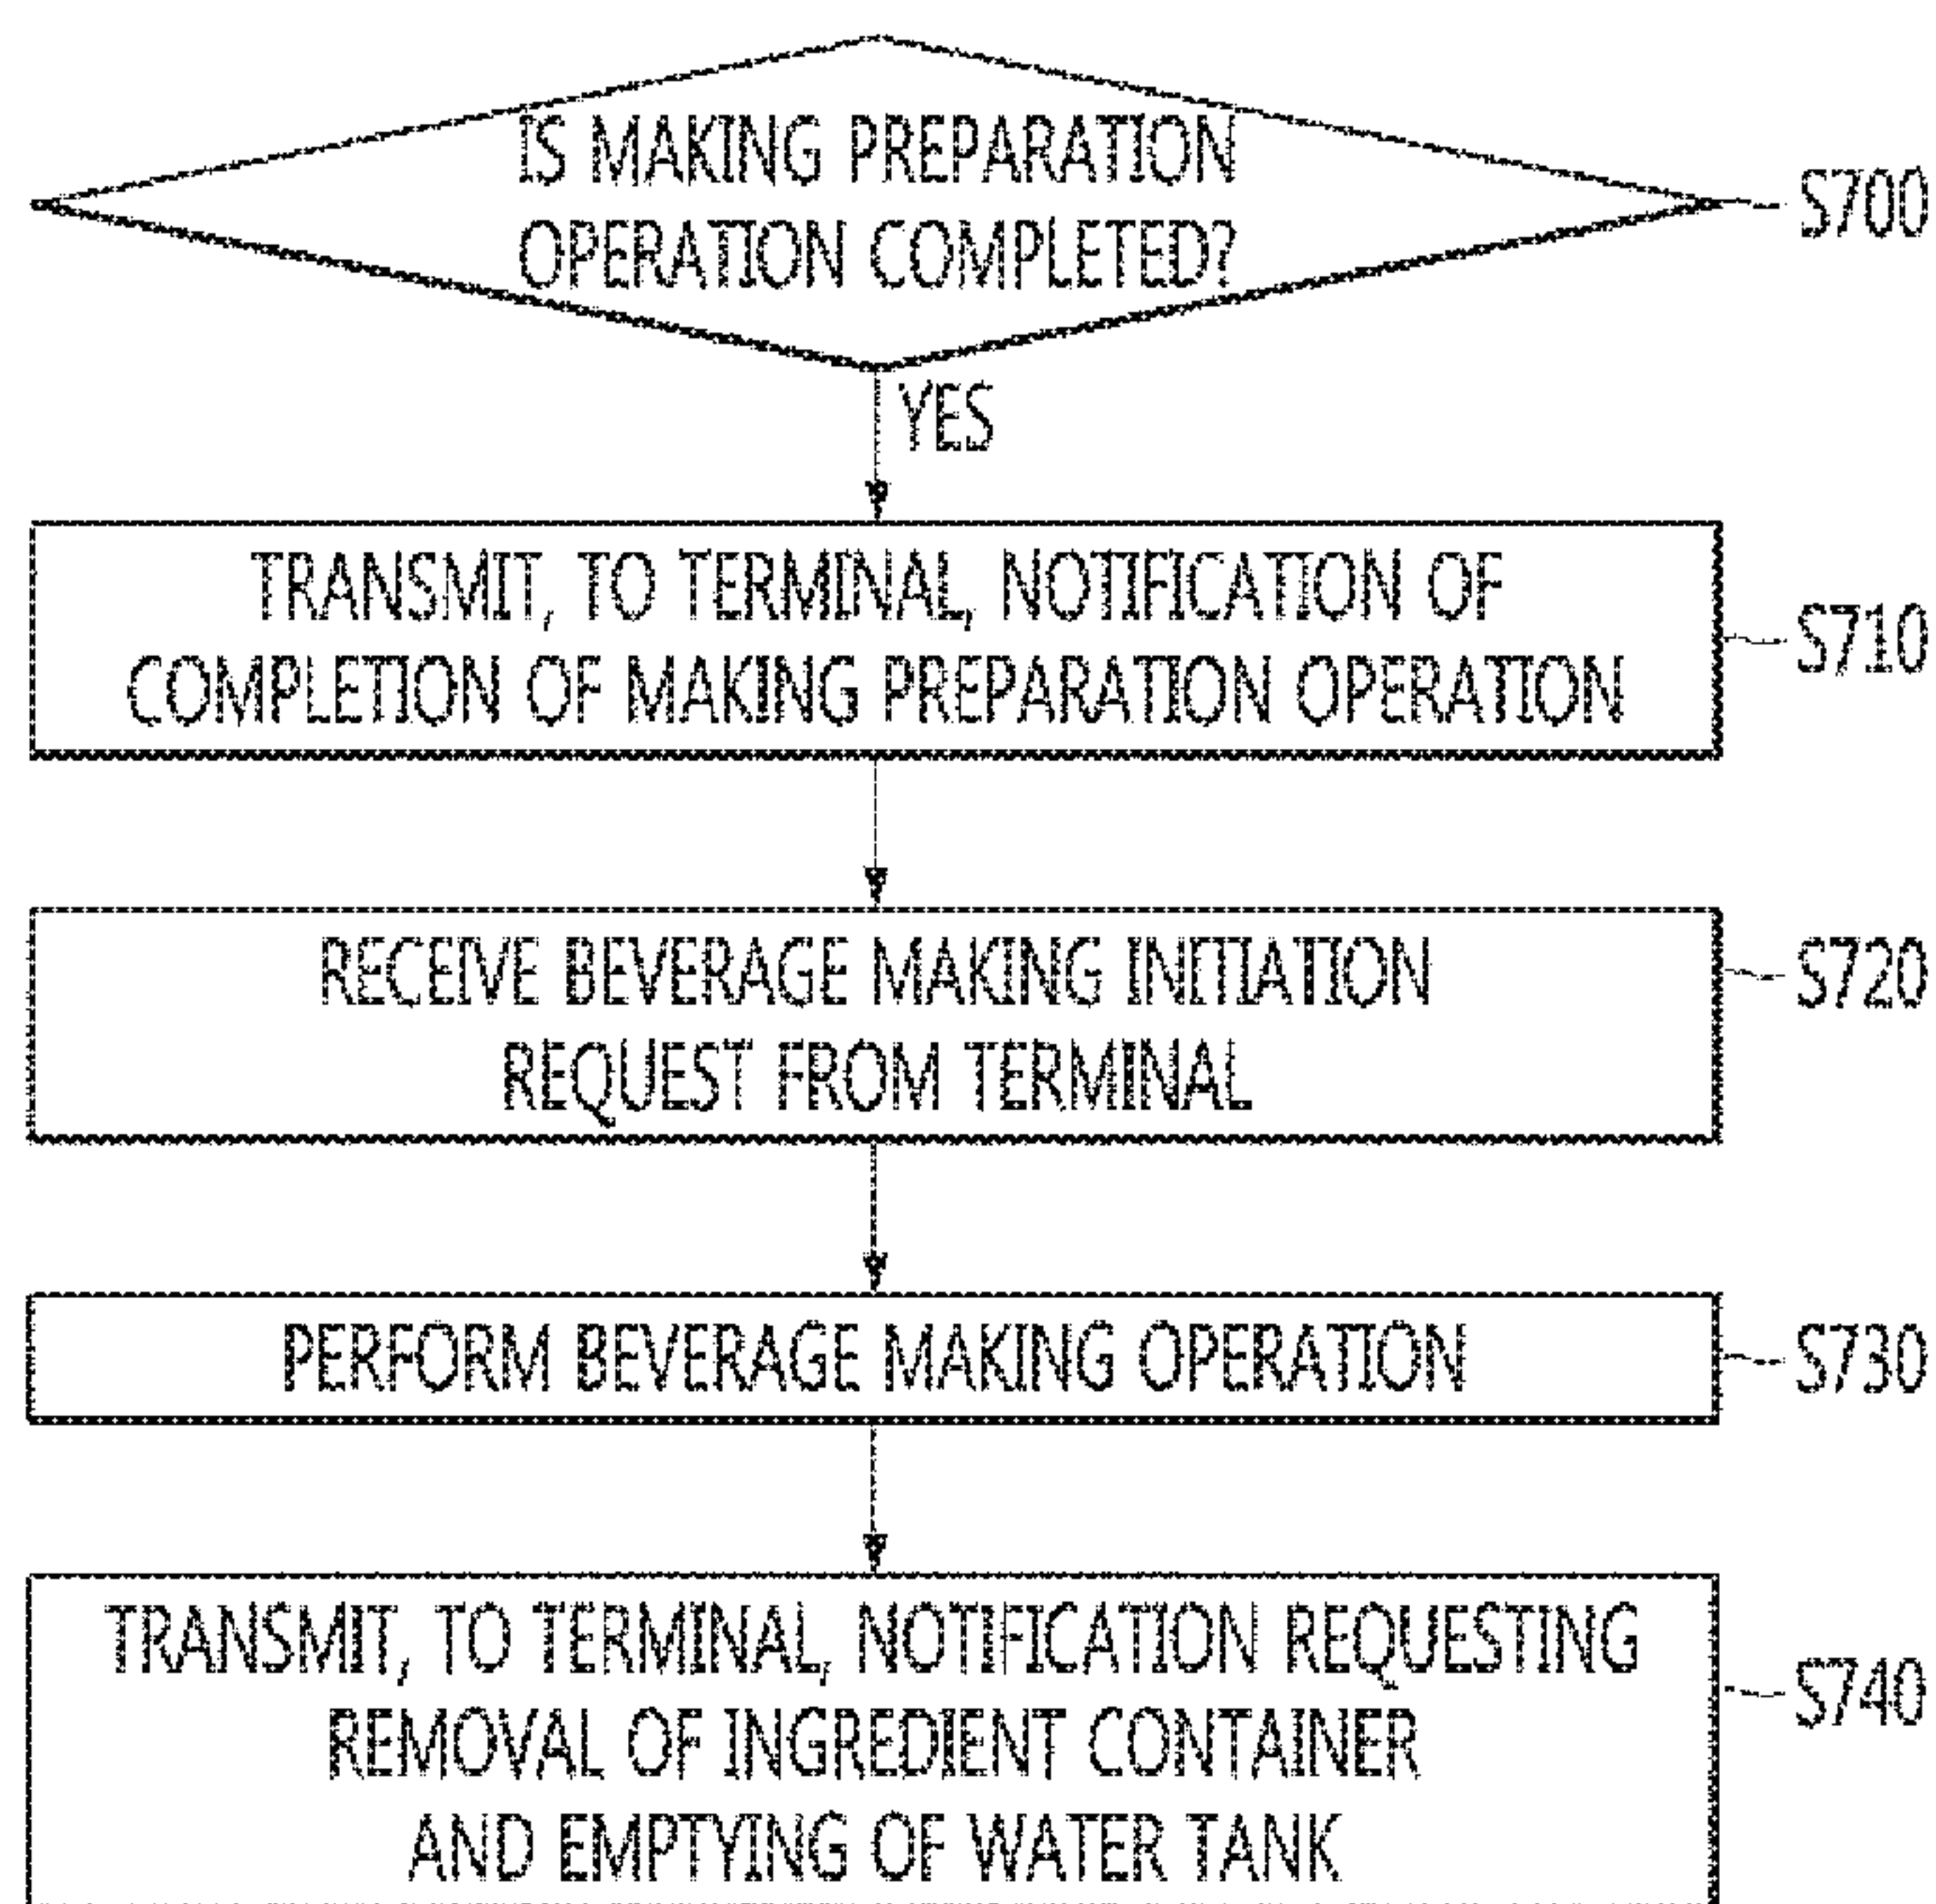 IS MAKING PREPARATION
OPERATION COMPLETED?
S700
YES
TRANSMIT, TO TERMINAL, NOTIFICATION OF
COMPLETION OF MAKING PREPARATION OPERATION
S710
RECEIVE BEVERAGE MAKING INITIATION
REQUEST FROM TERMINAL
S720
PERFORM BEVERAGE MAKING OPERATION
S730
TRANSMIT, TO TERMINAL, NOTIFICATION REQUESTING
REMOVAL OF INGREDIENT CONTAINER
AND EMPTYING OF WATER TANK
S740